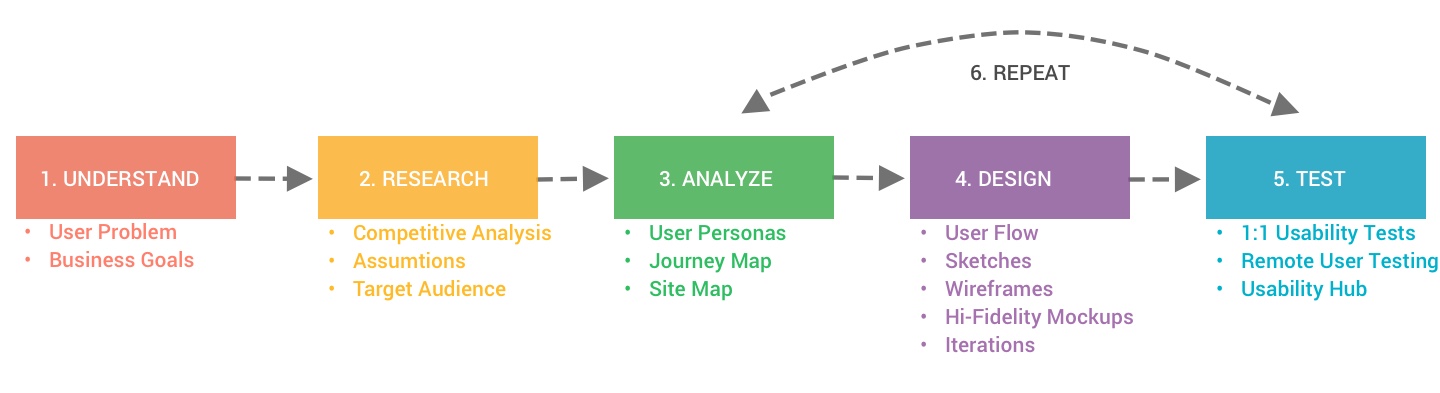 6. REPEAT
1. UNDERSTAND
• User Problem
• Business Goals
2. RESEARCH
• Competitive Analysis
• Assumtions
• Target Audience
3. ANALYZE
• User Personas
• Journey Map
• Site Map
4. DESIGN
• User Flow
• Sketches
• Wireframes
• Hi-Fidelity Mockups
• Iterations
5. TEST
• 1:1 Usability Tests
• Remote User Testing
• Usability Hub